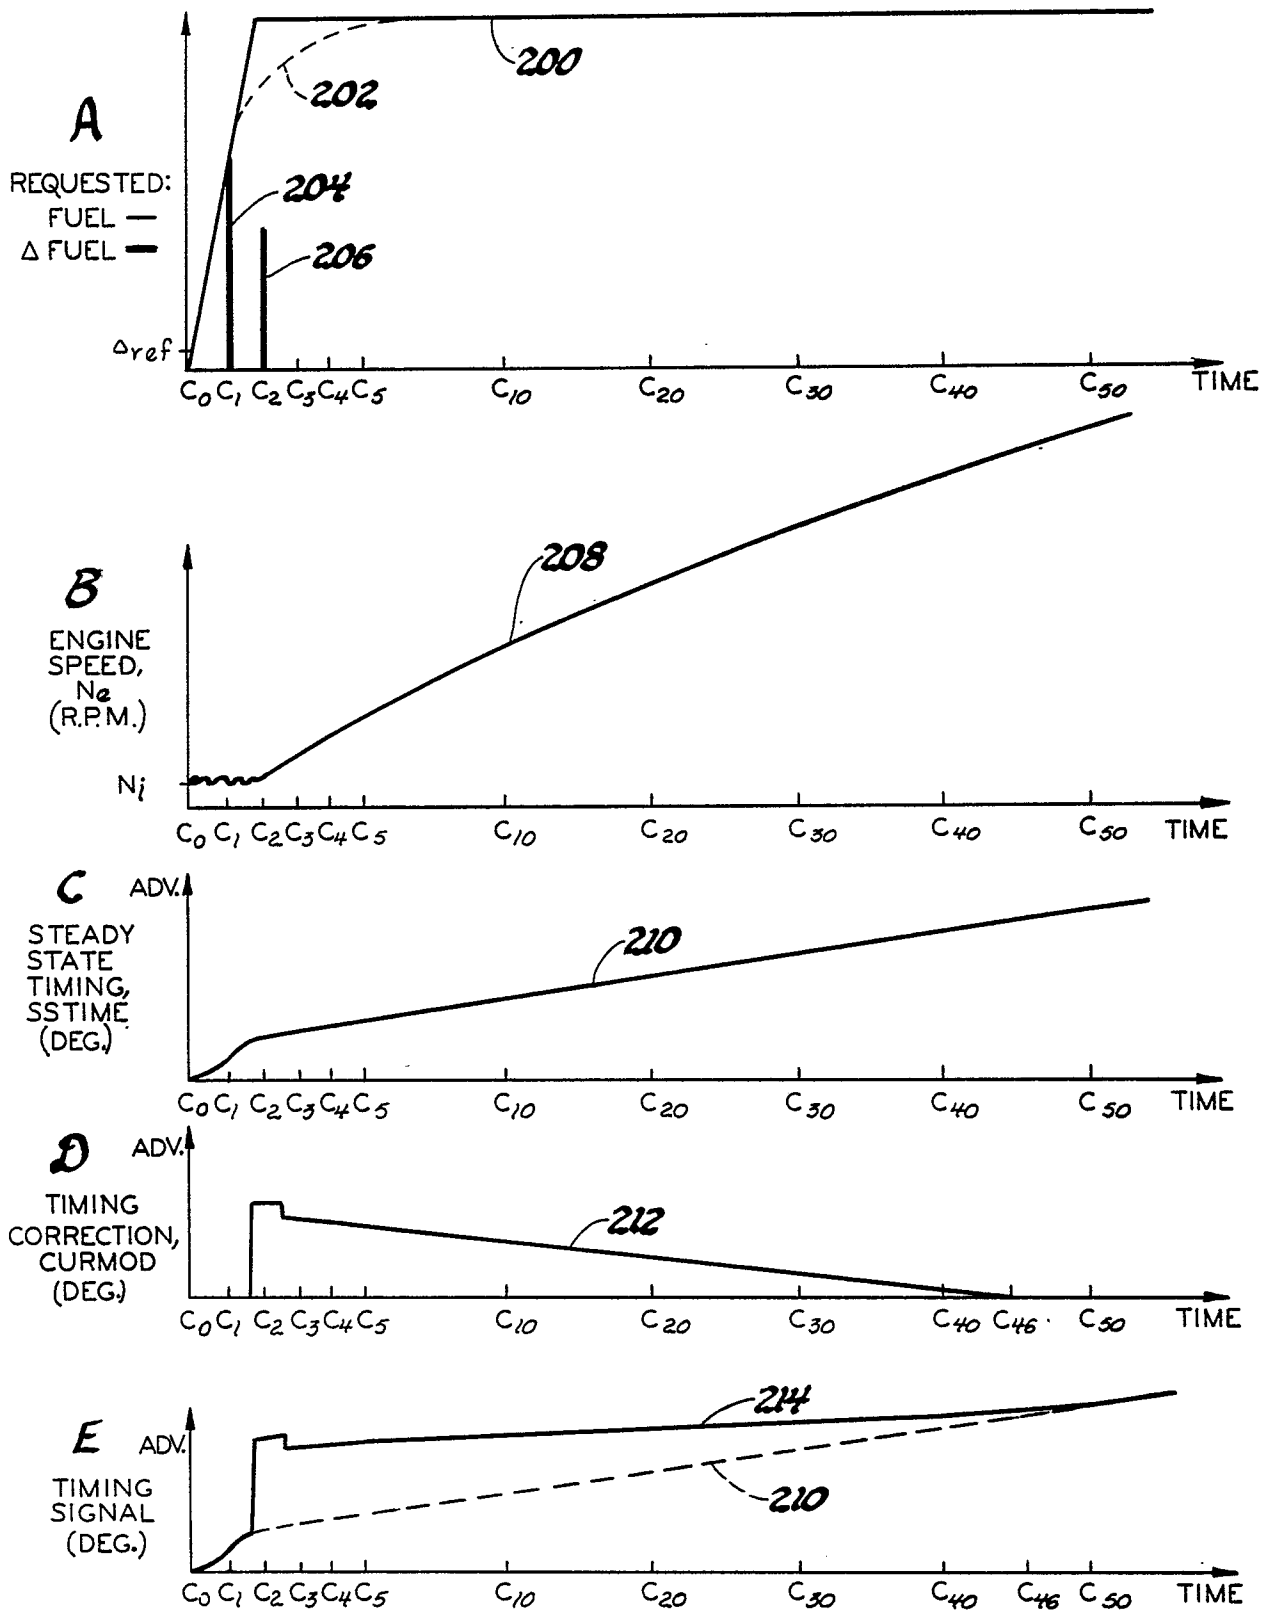 A
REQUESTED:
FUEL —
Δ FUEL —
Δref
200
202
204
206
C0 C1 C2 C3 C4 C5 C10 C20 C30 C40 C50 TIME
B
ENGINE
SPEED,
Ne
(R.P.M.)
Ni
208
C0 C1 C2 C3 C4 C5 C10 C20 C30 C40 C50 TIME
C
ADV.
STEADY
STATE
TIMING,
SSTIME
(DEG.)
210
C0 C1 C2 C3 C4 C5 C10 C20 C30 C40 C50 TIME
D
ADV.
TIMING
CORRECTION,
CURMOD
(DEG.)
212
C0 C1 C2 C3 C4 C5 C10 C20 C30 C40 C46 C50 TIME
E
ADV.
TIMING
SIGNAL
(DEG.)
214
210
C0 C1 C2 C3 C4 C5 C10 C20 C30 C40 C46 C50 TIME